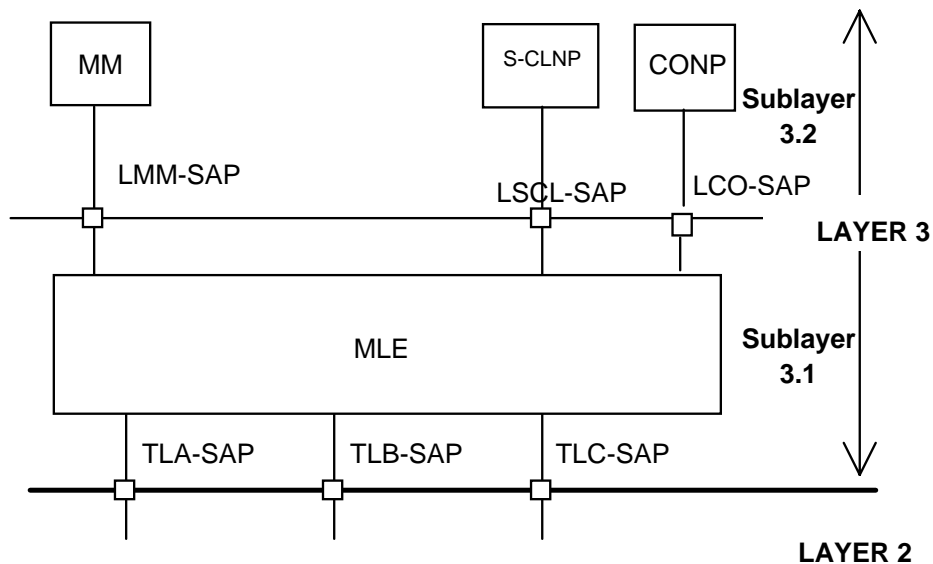 MM
S-CLNP
CONP
Sublayer
3.2
LMM-SAP
LSCL-SAP
LCO-SAP
LAYER 3
MLE
Sublayer
3.1
TLA-SAP
TLB-SAP
TLC-SAP
LAYER 2